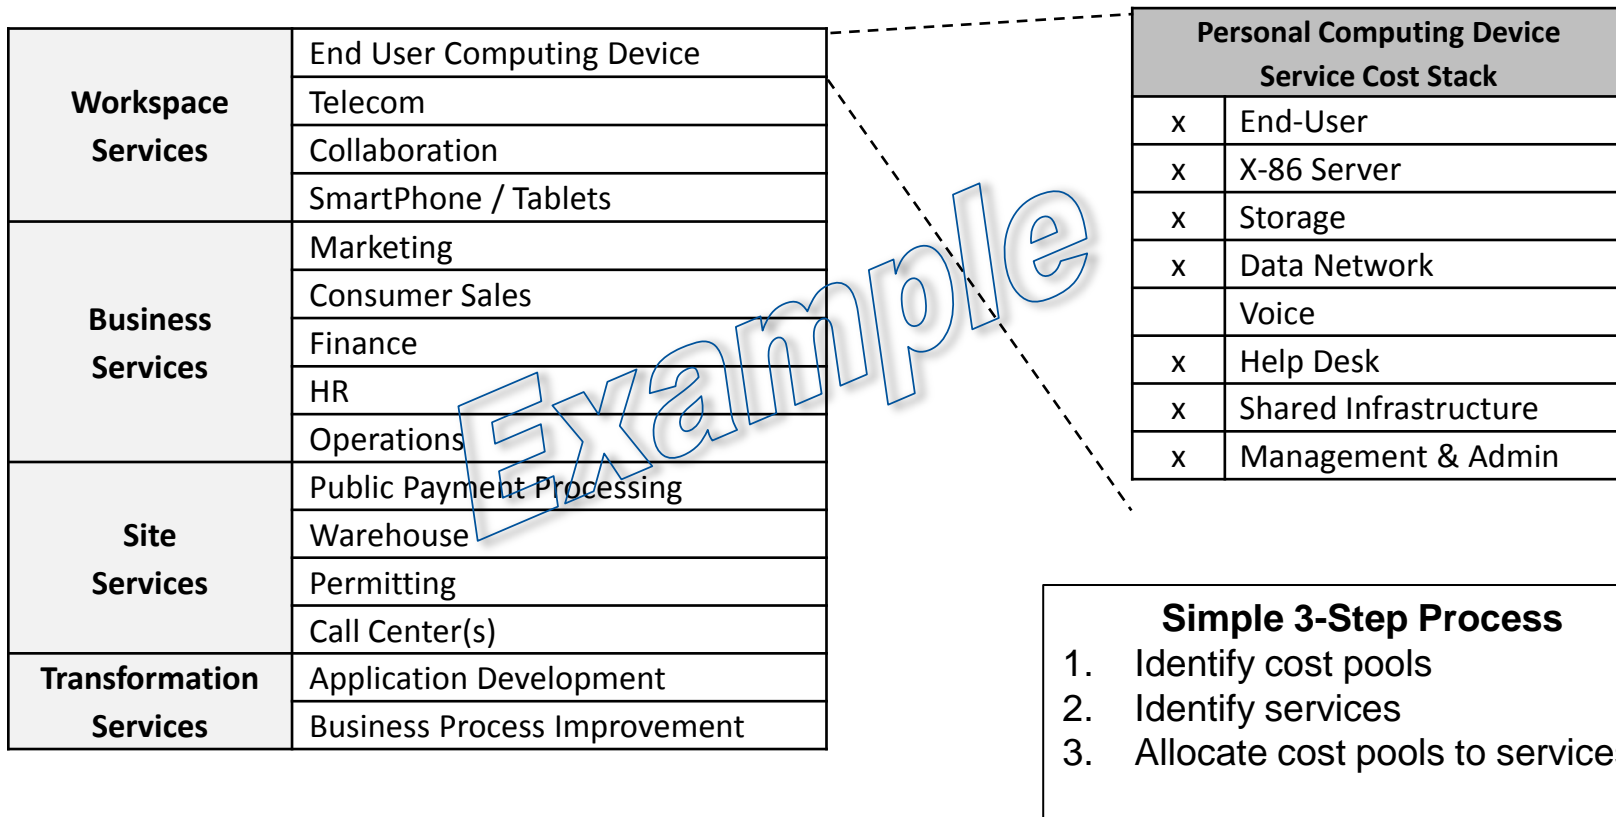 Workspace
Services
End User Computing Device
Telecom
Collaboration
SmartPhone / Tablets
Business
Services
Marketing
Consumer Sales
Finance
HR
Operations
Site
Services
Public Payment Processing
Warehouse
Permitting
Call Center(s)
Transformation
Services
Application Development
Business Process Improvement
Example
Personal Computing Device
Service Cost Stack
x End-User
x X-86 Server
x Storage
x Data Network
Voice
x Help Desk
x Shared Infrastructure
x Management & Admin
Simple 3-Step Process
1. Identify cost pools
2. Identify services
3. Allocate cost pools to services